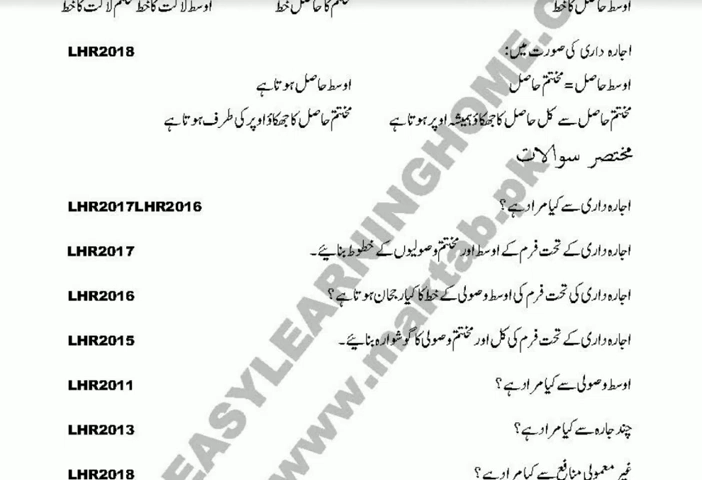 اوسط حاصل کا خط اوسط لاگت کا خط
اجارہ داری کی صورت میں: LHR2018
اوسط حاصل = مختتم حاصل اوسط حاصل ہوتا ہے
مختتم حاصل سے کل حاصل کا جھکاؤ ہمیشہ اوپر ہوتا ہے مختتم حاصل کا جھکاؤ اوپر کی طرف ہوتا ہے
مختصر سوالات
اجارہ داری سے کیا مراد ہے؟ LHR2017LHR2016
اجارہ داری کے تحت فرم کے اوسط اور مختتم وصولیوں کے خطوط بنائیے۔ LHR2017
اجارہ داری کی تحت فرم کی اوسط وصولی کے خط کا کیا رجحان ہوتا ہے؟ LHR2016
اجارہ داری کے تحت فرم کی کل اور مختتم وصولی کا گوشوارہ بنائیے۔ LHR2015
اوسط وصولی سے کیا مراد ہے؟ LHR2011
چند جارہ سے کیا مراد ہے؟ LHR2013
غیر معمولی منافع سے کیا مراد ہے؟ LHR2018
EASYLEARNINGHOME.C
www.maktab.pk